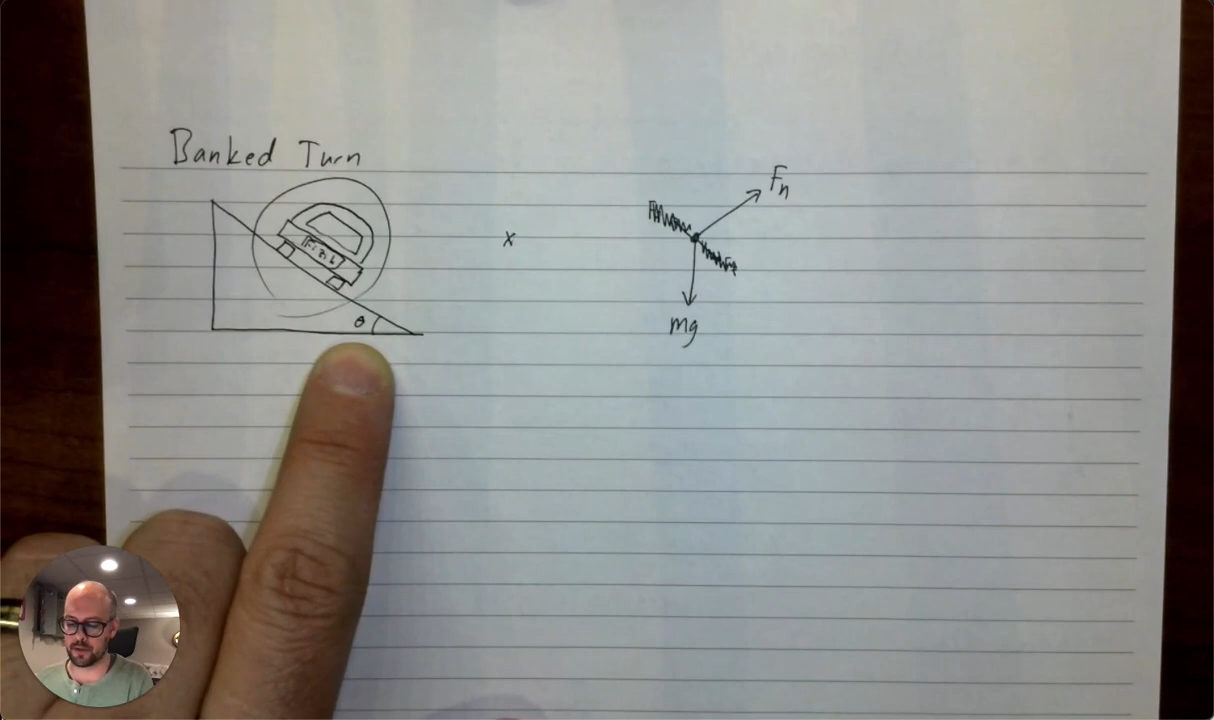 Banked Turn
x
Fn
θ
mg